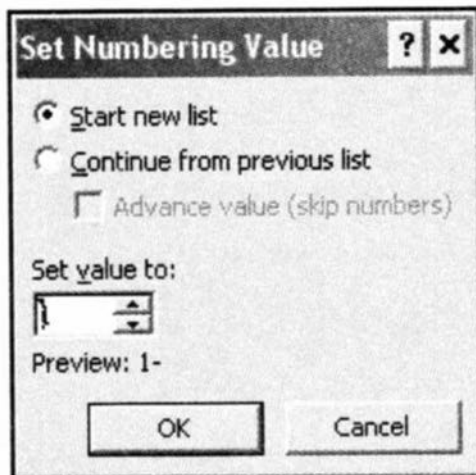 Set Numbering Value ? ×
Start new list
Continue from previous list
Advance value (skip numbers)
Set value to:
Preview: 1-
OK Cancel